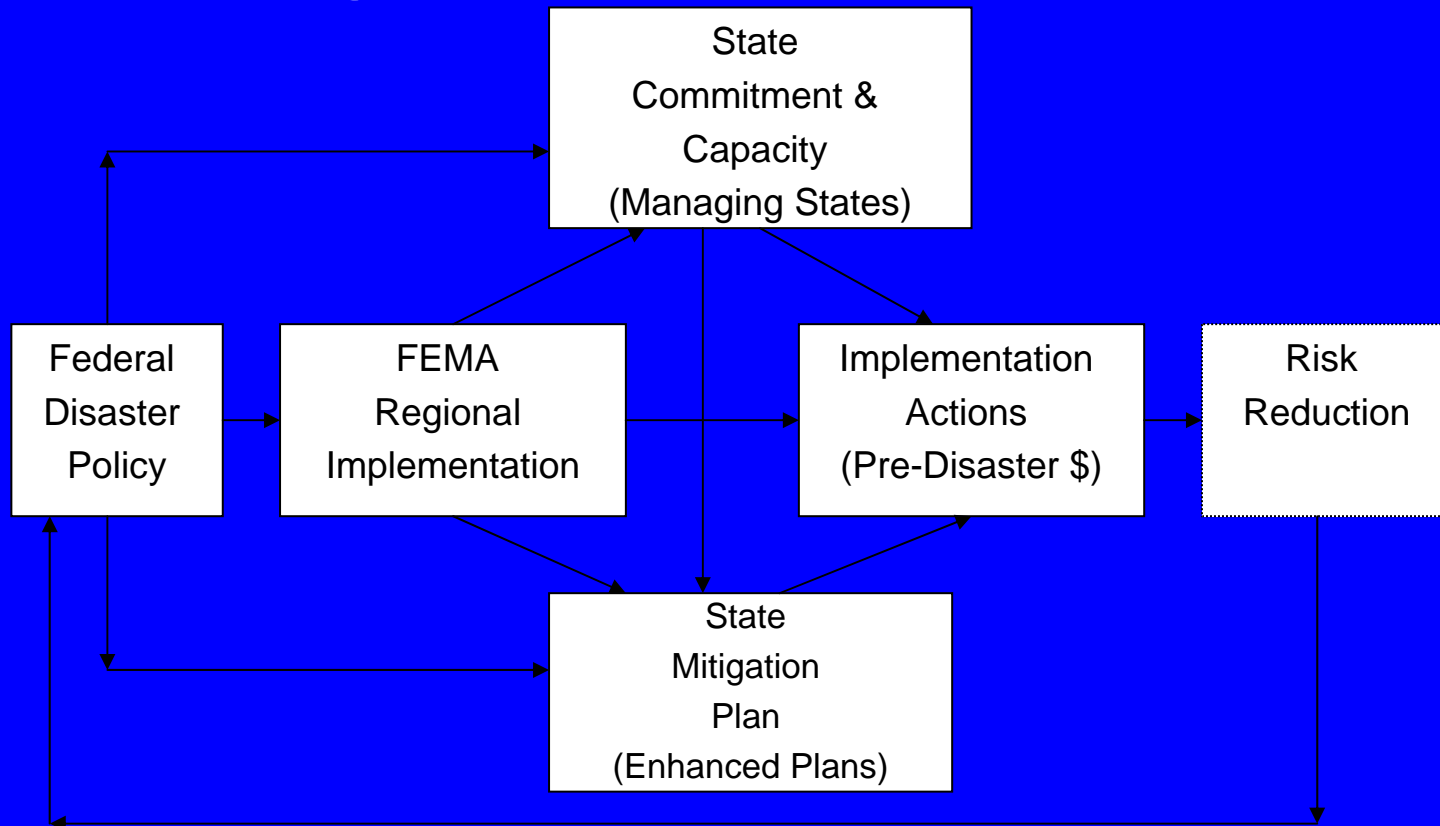 State
Commitment &
Capacity
(Managing States)
Federal
Disaster
Policy
FEMA
Regional
Implementation
Implementation
Actions
(Pre-Disaster $)
Risk
Reduction
State
Mitigation
Plan
(Enhanced Plans)